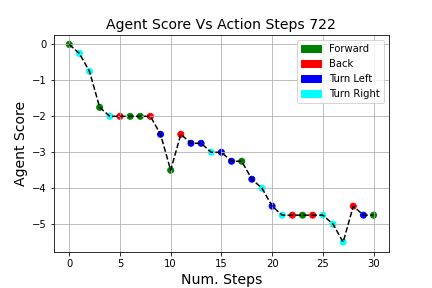 Agent Score Vs Action Steps 722
Forward
Back
Turn Left
Turn Right
Agent Score
0
−1
−2
−3
−4
−5
0 5 10 15 20 25 30
Num. Steps